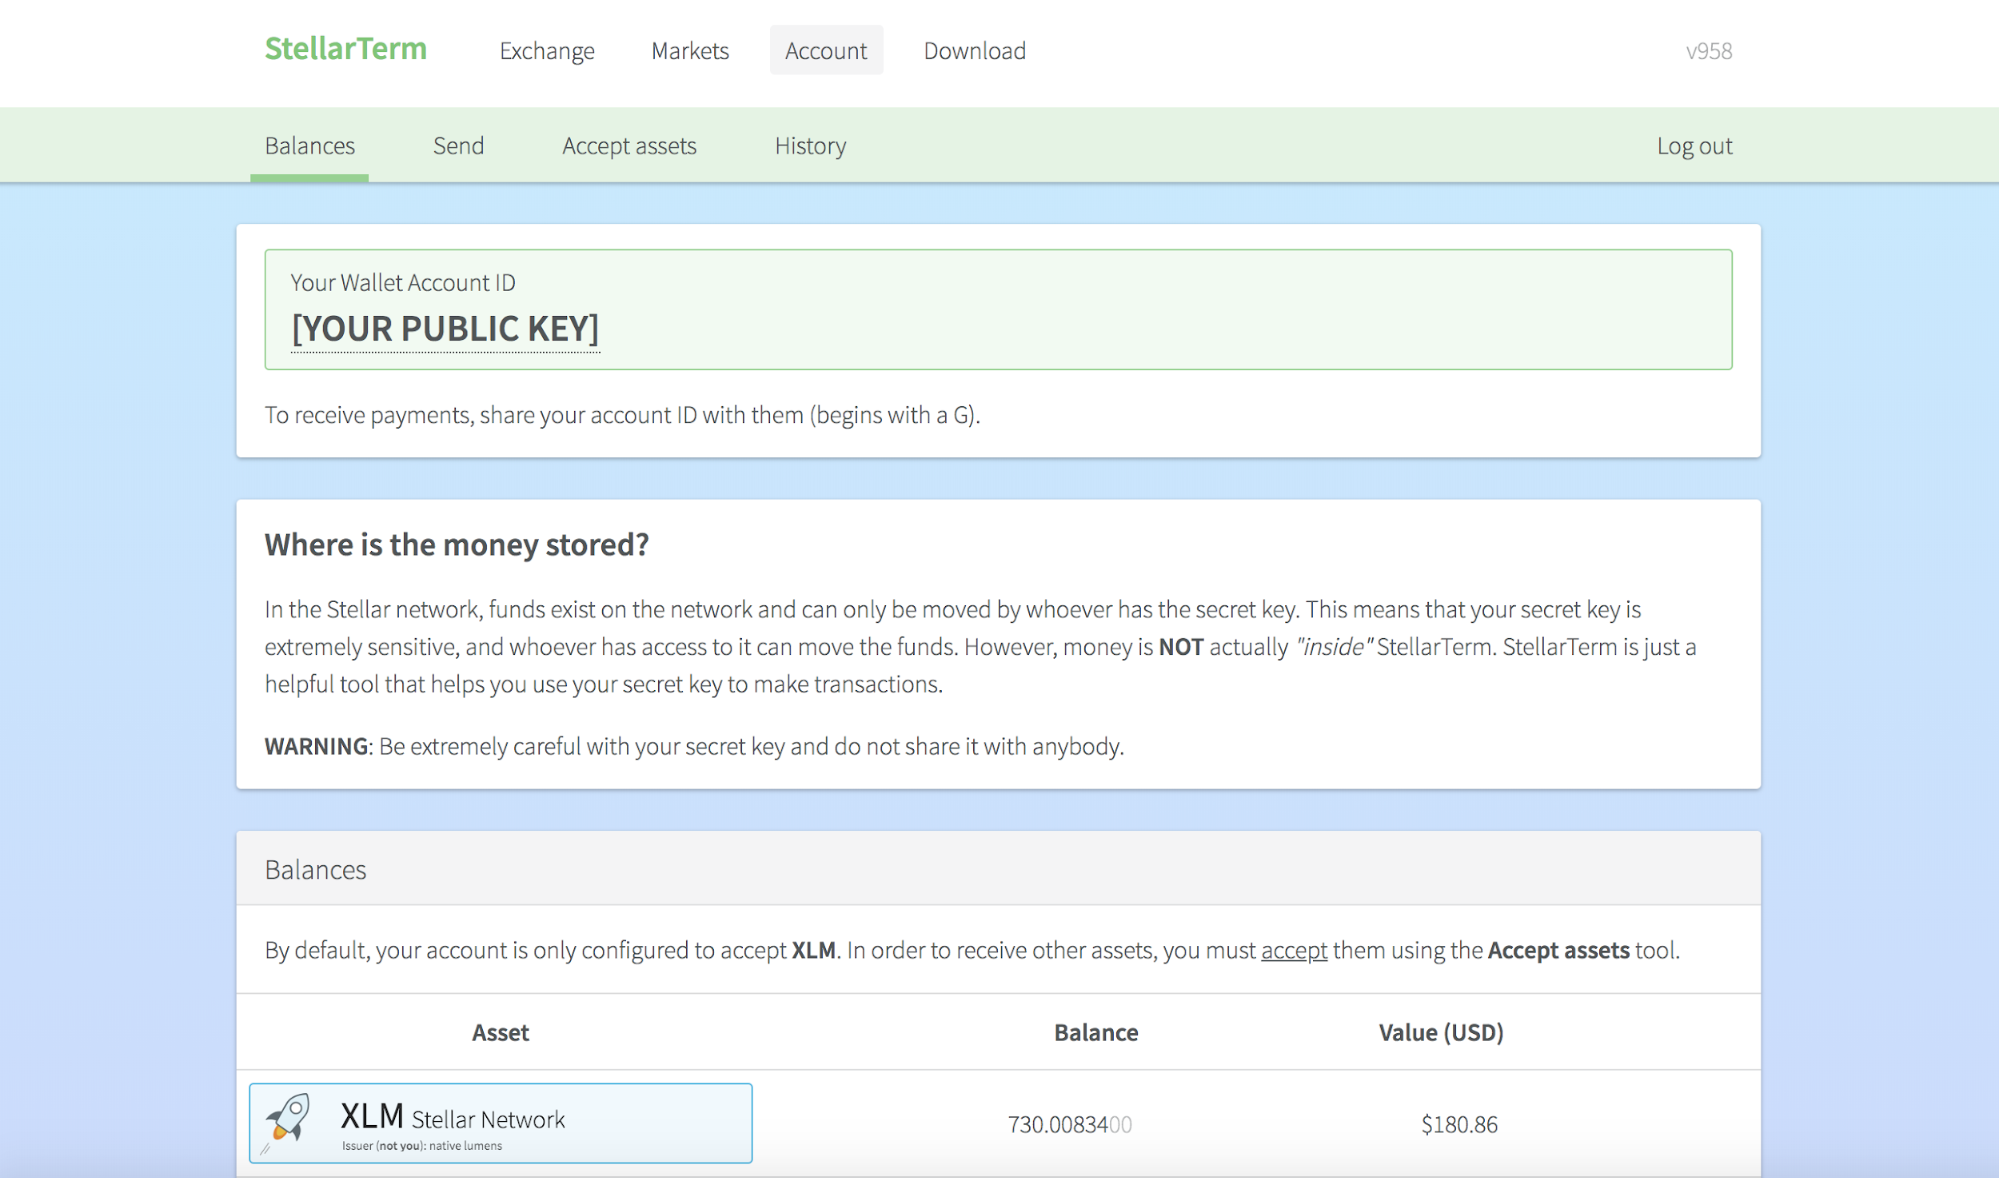 StellarTerm Exchange Markets Account Download v958
Balances Send Accept assets History Log out
Your Wallet Account ID
[YOUR PUBLIC KEY]
To receive payments, share your account ID with them (begins with a G).
Where is the money stored?
In the Stellar network, funds exist on the network and can only be moved by whoever has the secret key. This means that your secret key is
extremely sensitive, and whoever has access to it can move the funds. However, money is NOT actually "inside" StellarTerm. StellarTerm is just a
helpful tool that helps you use your secret key to make transactions.
WARNING: Be extremely careful with your secret key and do not share it with anybody.
Balances
By default, your account is only configured to accept XLM. In order to receive other assets, you must accept them using the Accept assets tool.
Asset Balance Value (USD)
XLM Stellar Network 730.0083400 $180.86
Issuer (not you): native lumens